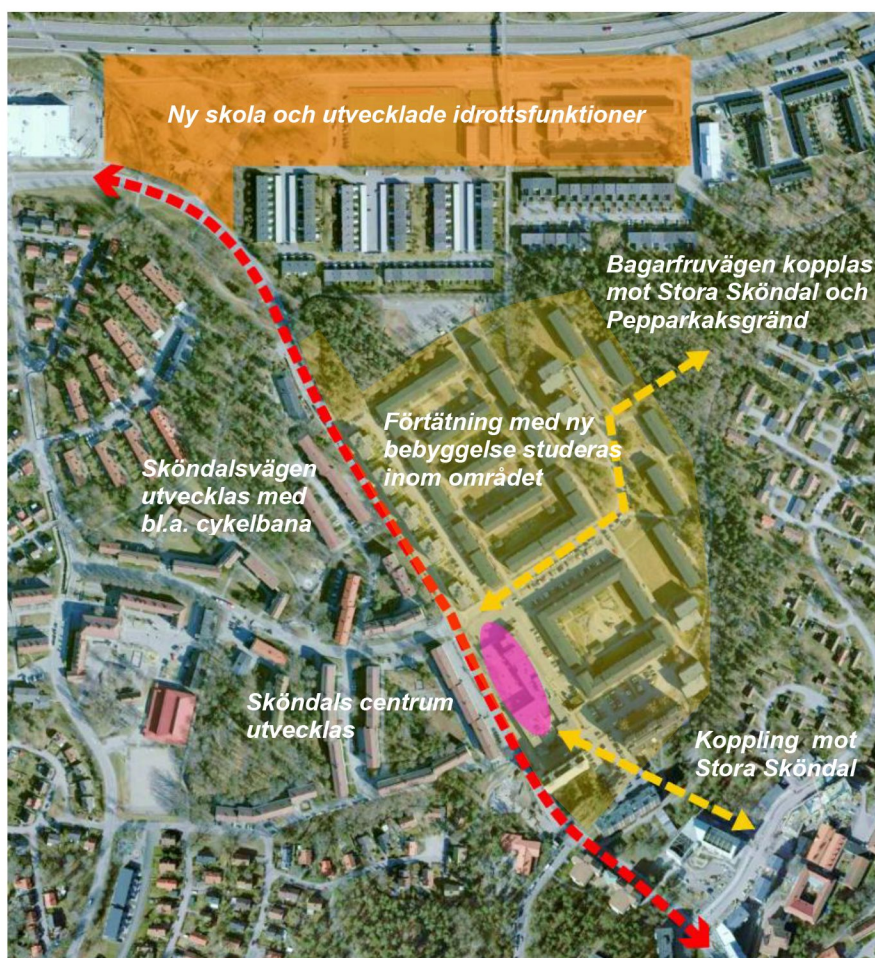 Ny skola och utvecklade idrottsfunktioner
Bagarfruvägen kopplas
mot Stora Sköndal och
Pepparkaksgränd
Förtätning med ny
bebyggelse studeras
inom området
Sköndalsvägen
utvecklas med
bl.a. cykelbana
Sköndals centrum
utvecklas
Koppling mot
Stora Sköndal